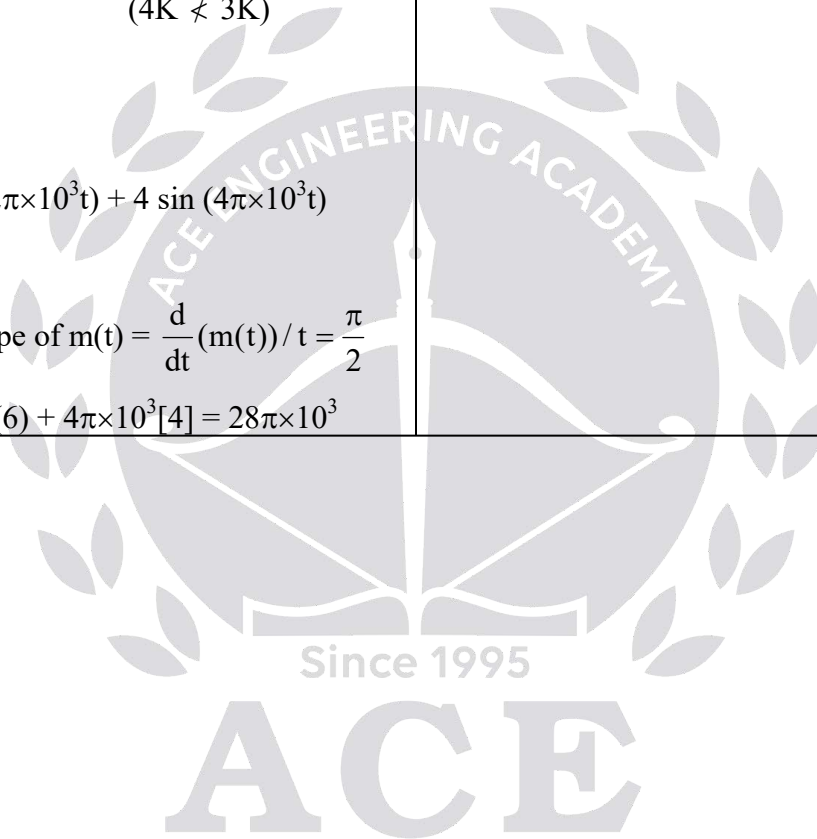 (4K ≮ 3K)
ACE ENGINEERING ACADEMY
π×10³t) + 4 sin (4π×10³t)
pe of m(t) = d/dt (m(t)) / t = π/2
6) + 4π×10³[4] = 28π×10³
Since 1995
ACE